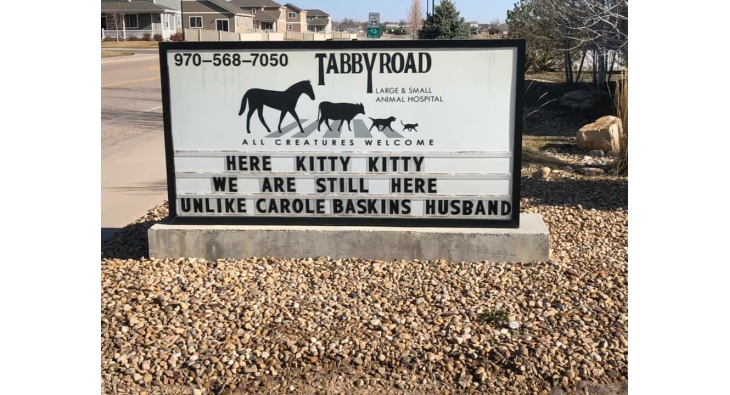 970-568-7050
TABBY ROAD
LARGE & SMALL
ANIMAL HOSPITAL
ALL CREATURES WELCOME
HERE KITTY KITTY
WE ARE STILL HERE
UNLIKE CAROLE BASKINS HUSBAND